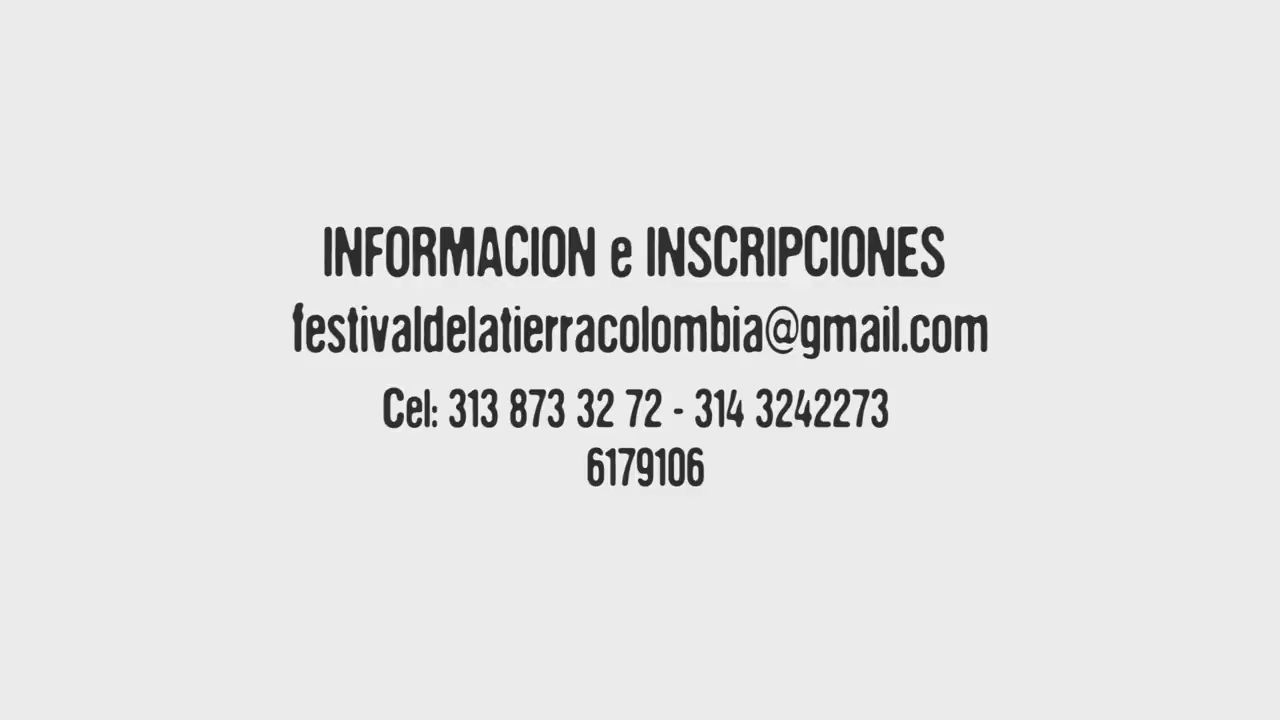 INFORMACION e INSCRIPCIONES
festivaldelatierracolombia@gmail.com
Cel: 313 873 32 72 - 314 3242273
6179106